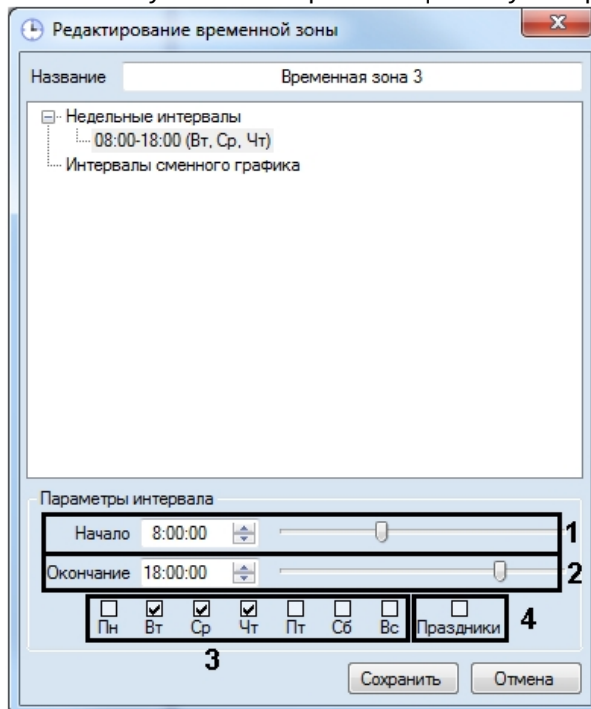 Редактирование временной зоны
Название Временная зона 3
Недельные интервалы
08:00-18:00 (Вт, Ср, Чт)
Интервалы сменного графика
Параметры интервала
Начало 8:00:00 1
Окончание 18:00:00 2
Пн Вт Ср Чт Пт Сб Вс Праздники 4
3
Сохранить Отмена